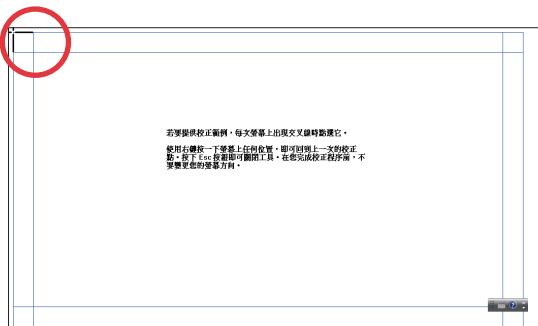 若要提供校正範例，每次螢幕上出現交叉線時點選它。
使用右鍵按一下螢幕上任何位置，即可回到上一次的校正
點。按下 Esc 按鈕即可關閉工具。在您完成校正程序前，不
要變更您的螢幕方向。